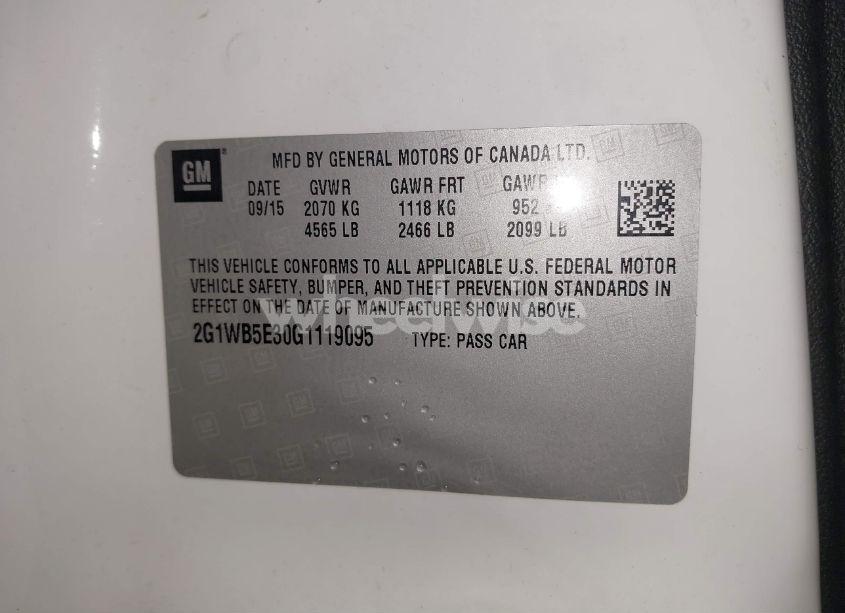 GM®
MFD BY GENERAL MOTORS OF CANADA LTD.
DATE GVWR GAWR FRT GAWR
09/15 2070 KG 1118 KG 952
4565 LB 2466 LB 2099 LB
THIS VEHICLE CONFORMS TO ALL APPLICABLE U.S. FEDERAL MOTOR
VEHICLE SAFETY, BUMPER, AND THEFT PREVENTION STANDARDS IN
EFFECT ON THE DATE OF MANUFACTURE SHOWN ABOVE.
wheelwise
2G1WB5E30G1119095 TYPE: PASS CAR